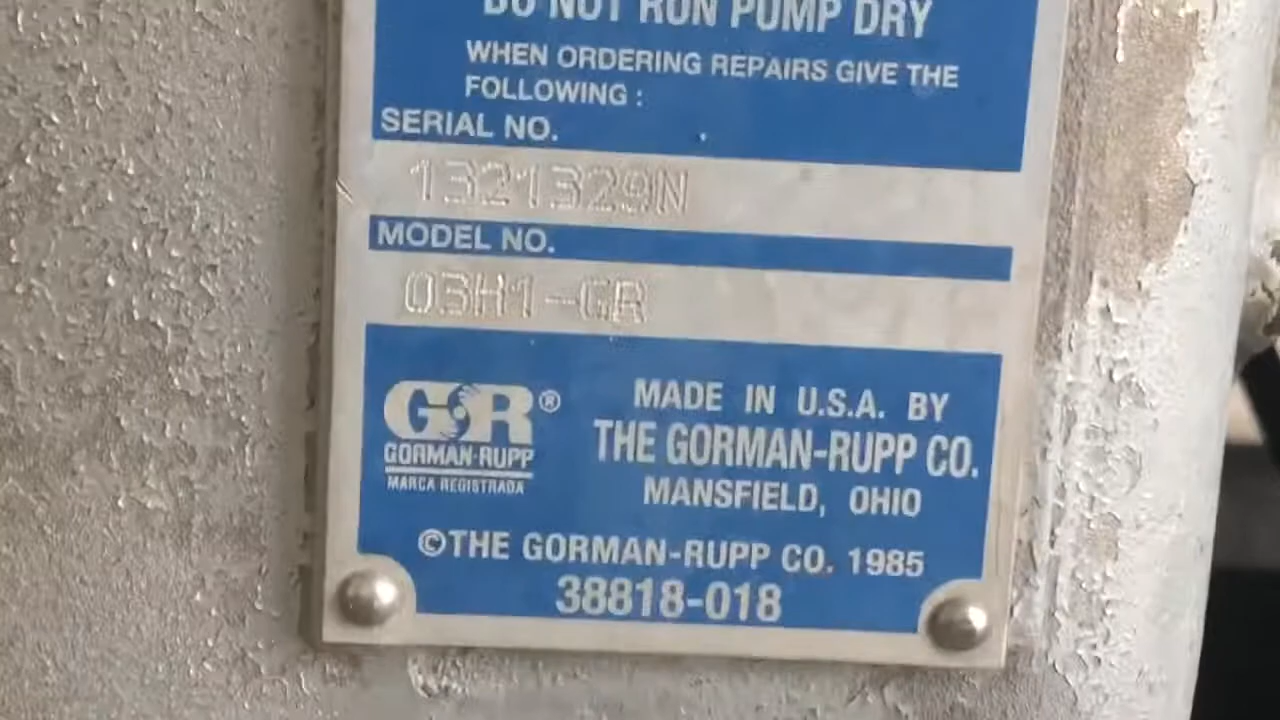 DO NOT RUN PUMP DRY
WHEN ORDERING REPAIRS GIVE THE
FOLLOWING :
SERIAL NO.
1321329N
MODEL NO.
03H1-GR
GR®
GORMAN-RUPP
MARCA REGISTRADA
MADE IN U.S.A. BY
THE GORMAN-RUPP CO.
MANSFIELD, OHIO
©THE GORMAN-RUPP CO. 1985
38818-018